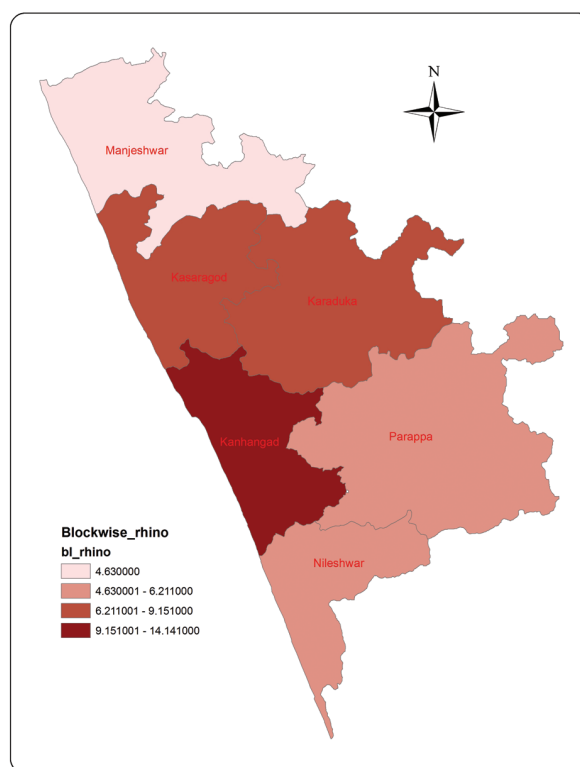 N
Manjeshwar
Kasaragod
Karaduka
Kanhangad
Parappa
Nileshwar
Blockwise_rhino
bl_rhino
4.630000
4.630001 - 6.211000
6.211001 - 9.151000
9.151001 - 14.141000